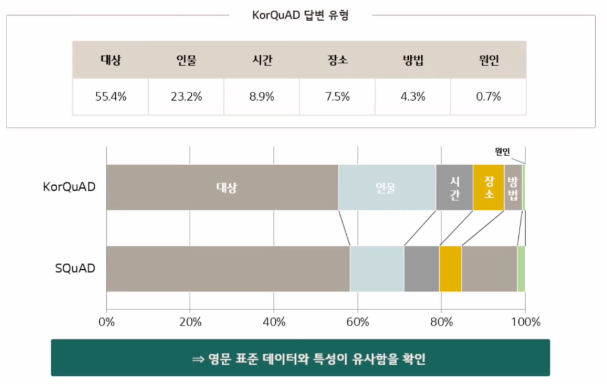 KorQuAD 답변 유형
대상 인물 시간 장소 방법 원인
55.4% 23.2% 8.9% 7.5% 4.3% 0.7%
원인
KorQuAD 대상 인물 시간 장소 방법
SQuAD
0% 20% 40% 60% 80% 100%
⇒ 영문 표준 데이터와 특성이 유사함을 확인